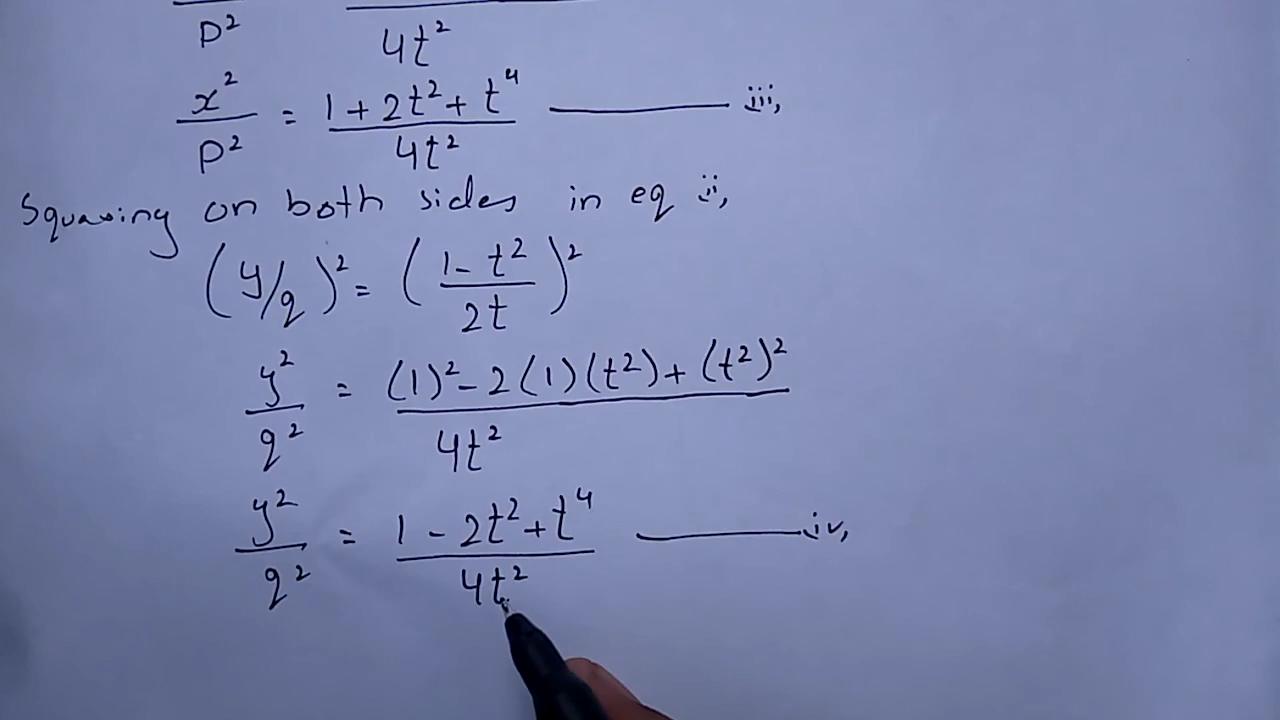 p² 4t²
x²/p² = (1 + 2t² + t⁴)/4t² ——— iii,
Squaring on both sides in eq ii,
(y/q)² = ((1 - t²)/2t)²
y²/q² = ((1)² - 2(1)(t²) + (t²)²)/4t²
y²/q² = (1 - 2t² + t⁴)/4t² ——— iv,